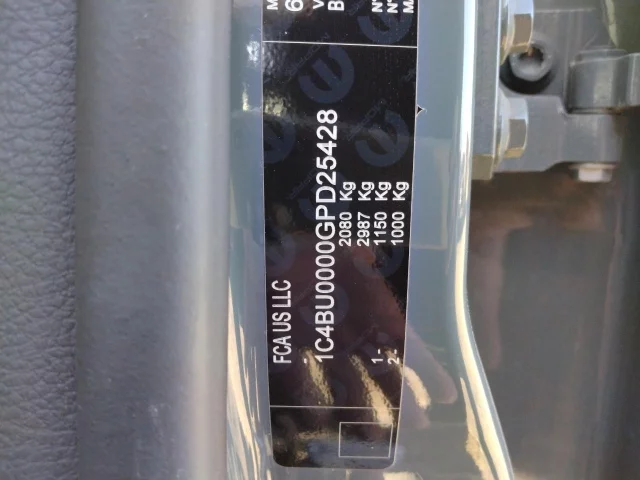 FCA US LLC
1C4BU0000GPD25428
2080 Kg
2987 Kg
1- 1150 Kg
2- 1000 Kg